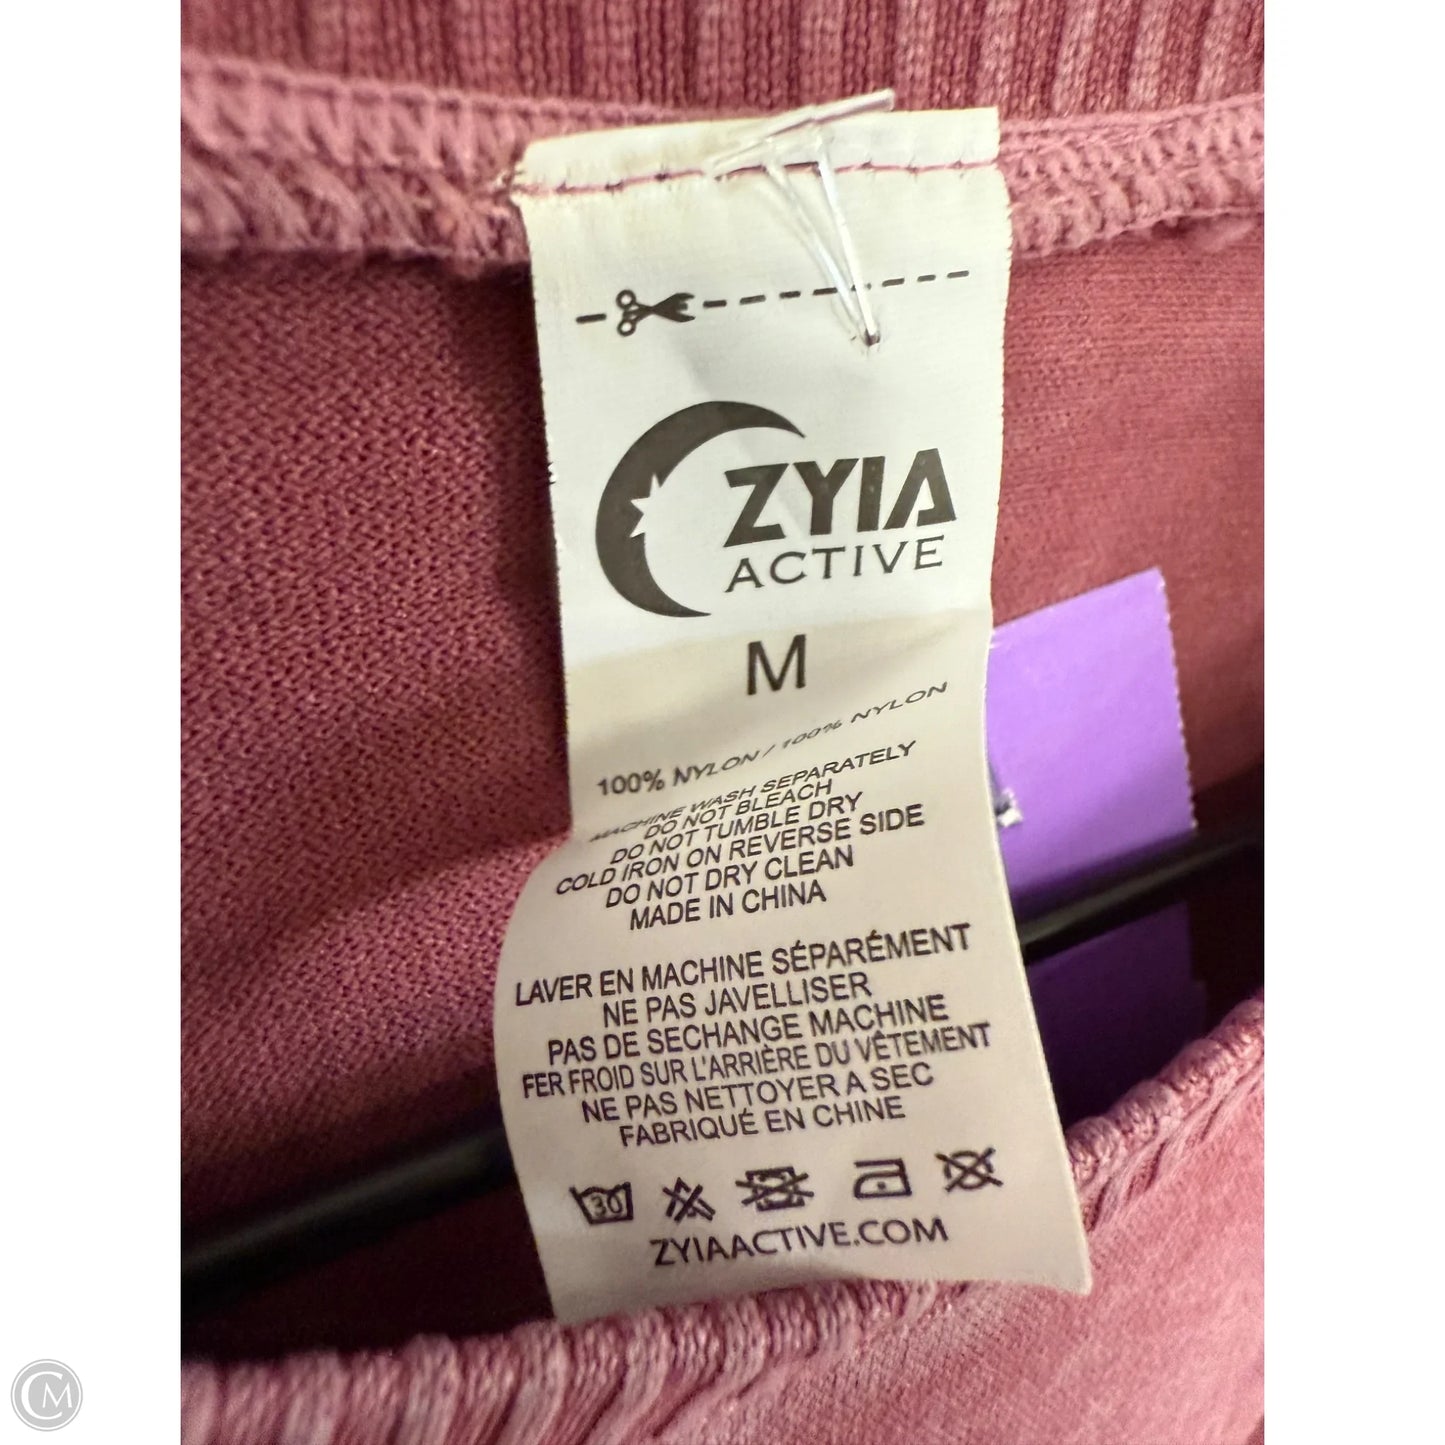 ZYIA
ACTIVE
M
100% NYLON / 100% NYLON
MACHINE WASH SEPARATELY
DO NOT BLEACH
DO NOT TUMBLE DRY
COLD IRON ON REVERSE SIDE
DO NOT DRY CLEAN
MADE IN CHINA
LAVER EN MACHINE SÉPARÉMENT
NE PAS JAVELLISER
PAS DE SECHANGE MACHINE
FER FROID SUR L'ARRIÈRE DU VÊTEMENT
NE PAS NETTOYER A SEC
FABRIQUÉ EN CHINE
30
ZYIAACTIVE.COM
CM